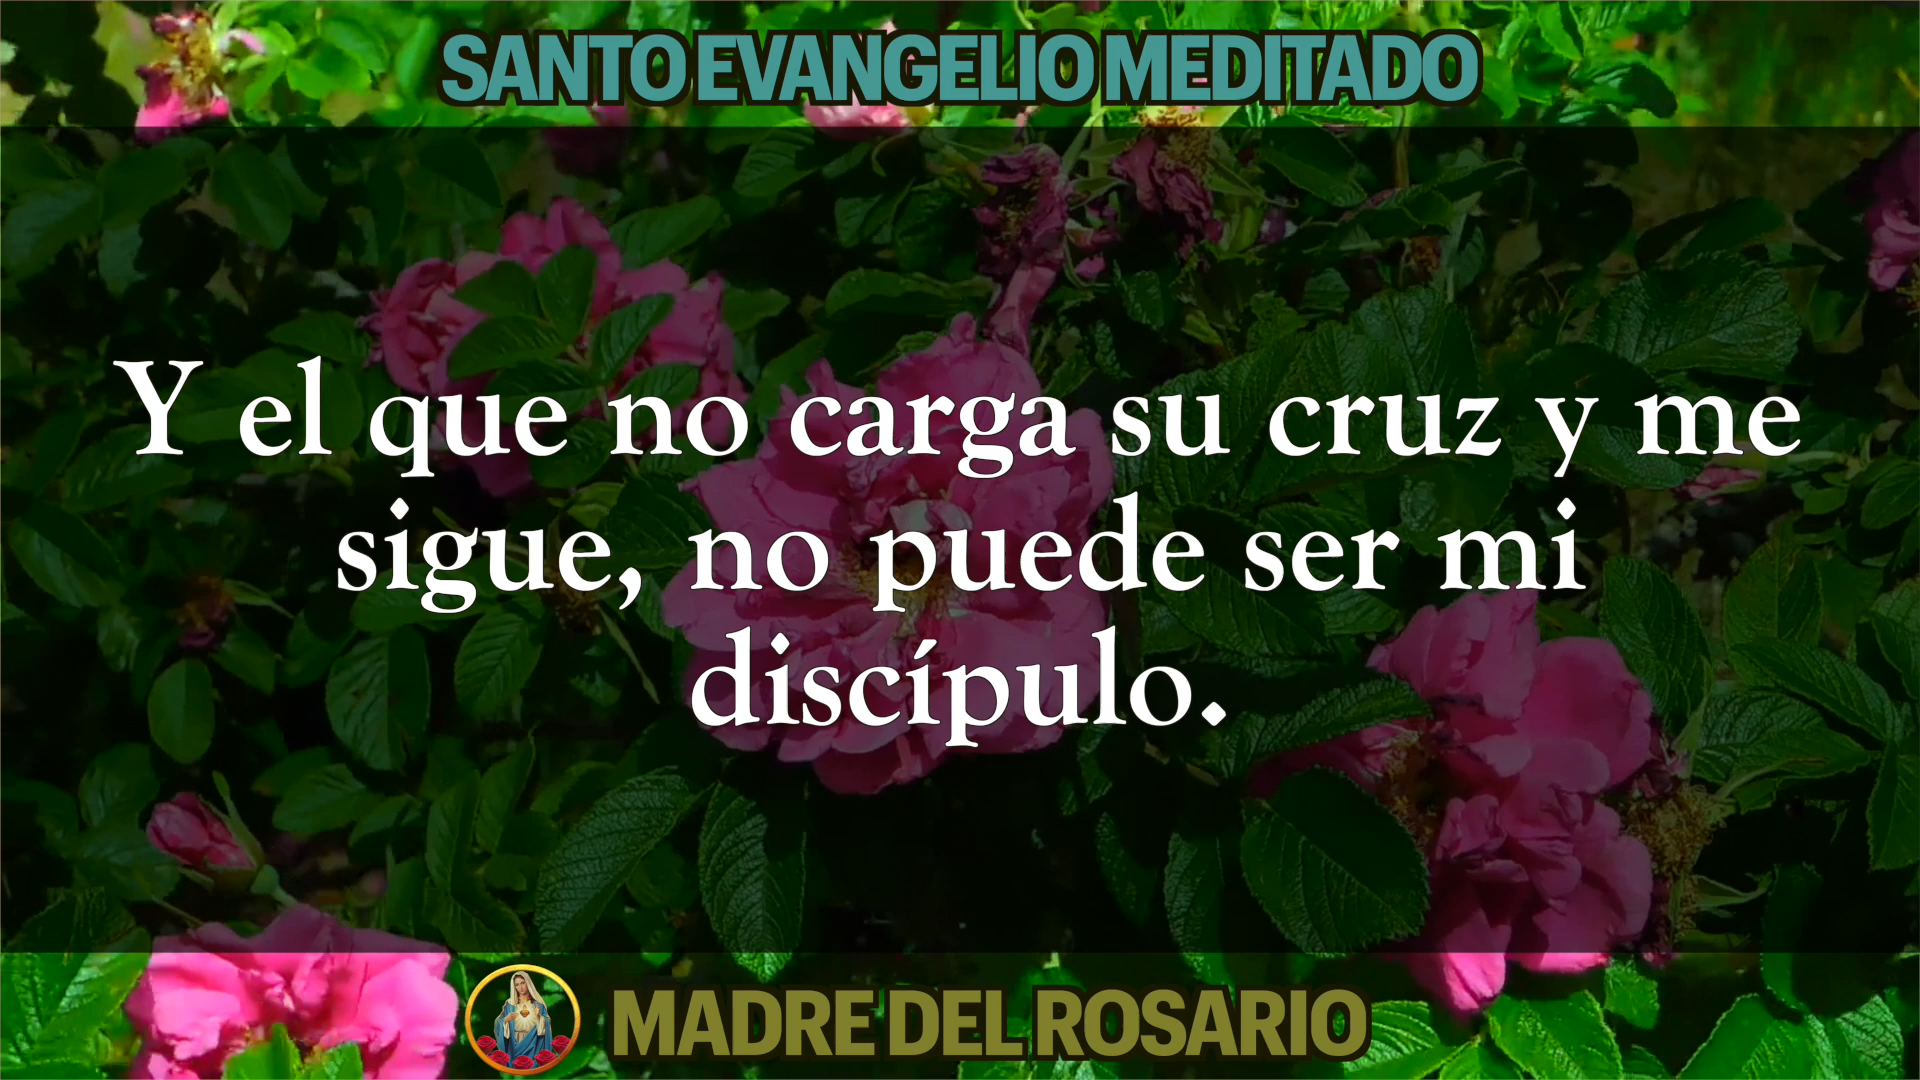 SANTO EVANGELIO MEDITADO
Y el que no carga su cruz y me
sigue, no puede ser mi
discípulo.
MADRE DEL ROSARIO